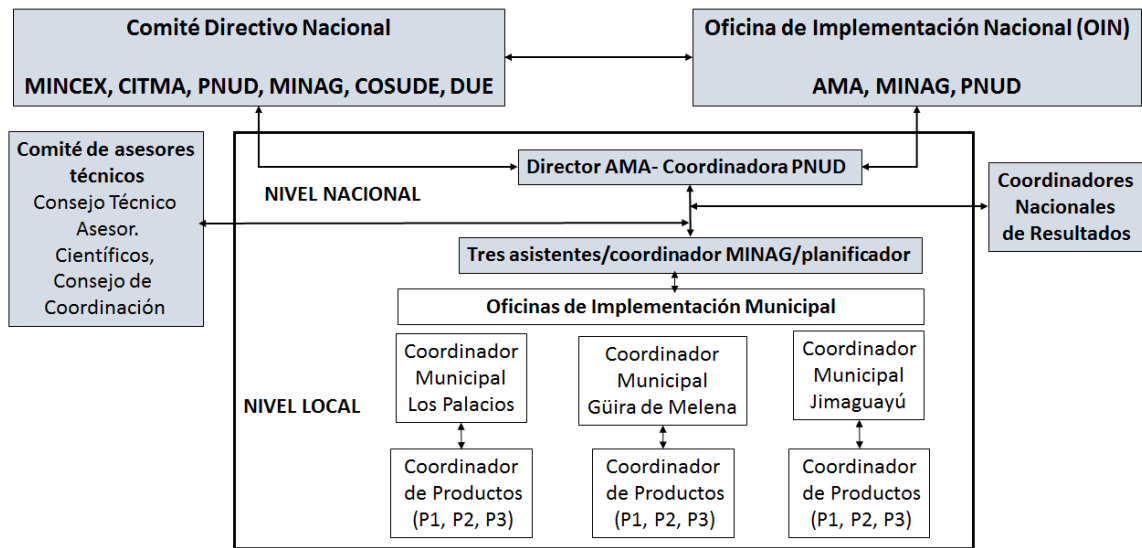 Comité Directivo Nacional
MINCEX, CITMA, PNUD, MINAG, COSUDE, DUE
Oficina de Implementación Nacional (OIN)
AMA, MINAG, PNUD
Comité de asesores
técnicos
Consejo Técnico
Asesor.
Científicos,
Consejo de
Coordinación
NIVEL NACIONAL
Director AMA- Coordinadora PNUD
Coordinadores
Nacionales
de Resultados
Tres asistentes/coordinador MINAG/planificador
Oficinas de Implementación Municipal
NIVEL LOCAL
Coordinador
Municipal
Los Palacios
Coordinador
Municipal
Güira de Melena
Coordinador
Municipal
Jimaguayú
Coordinador
de Productos
(P1, P2, P3)
Coordinador
de Productos
(P1, P2, P3)
Coordinador
de Productos
(P1, P2, P3)